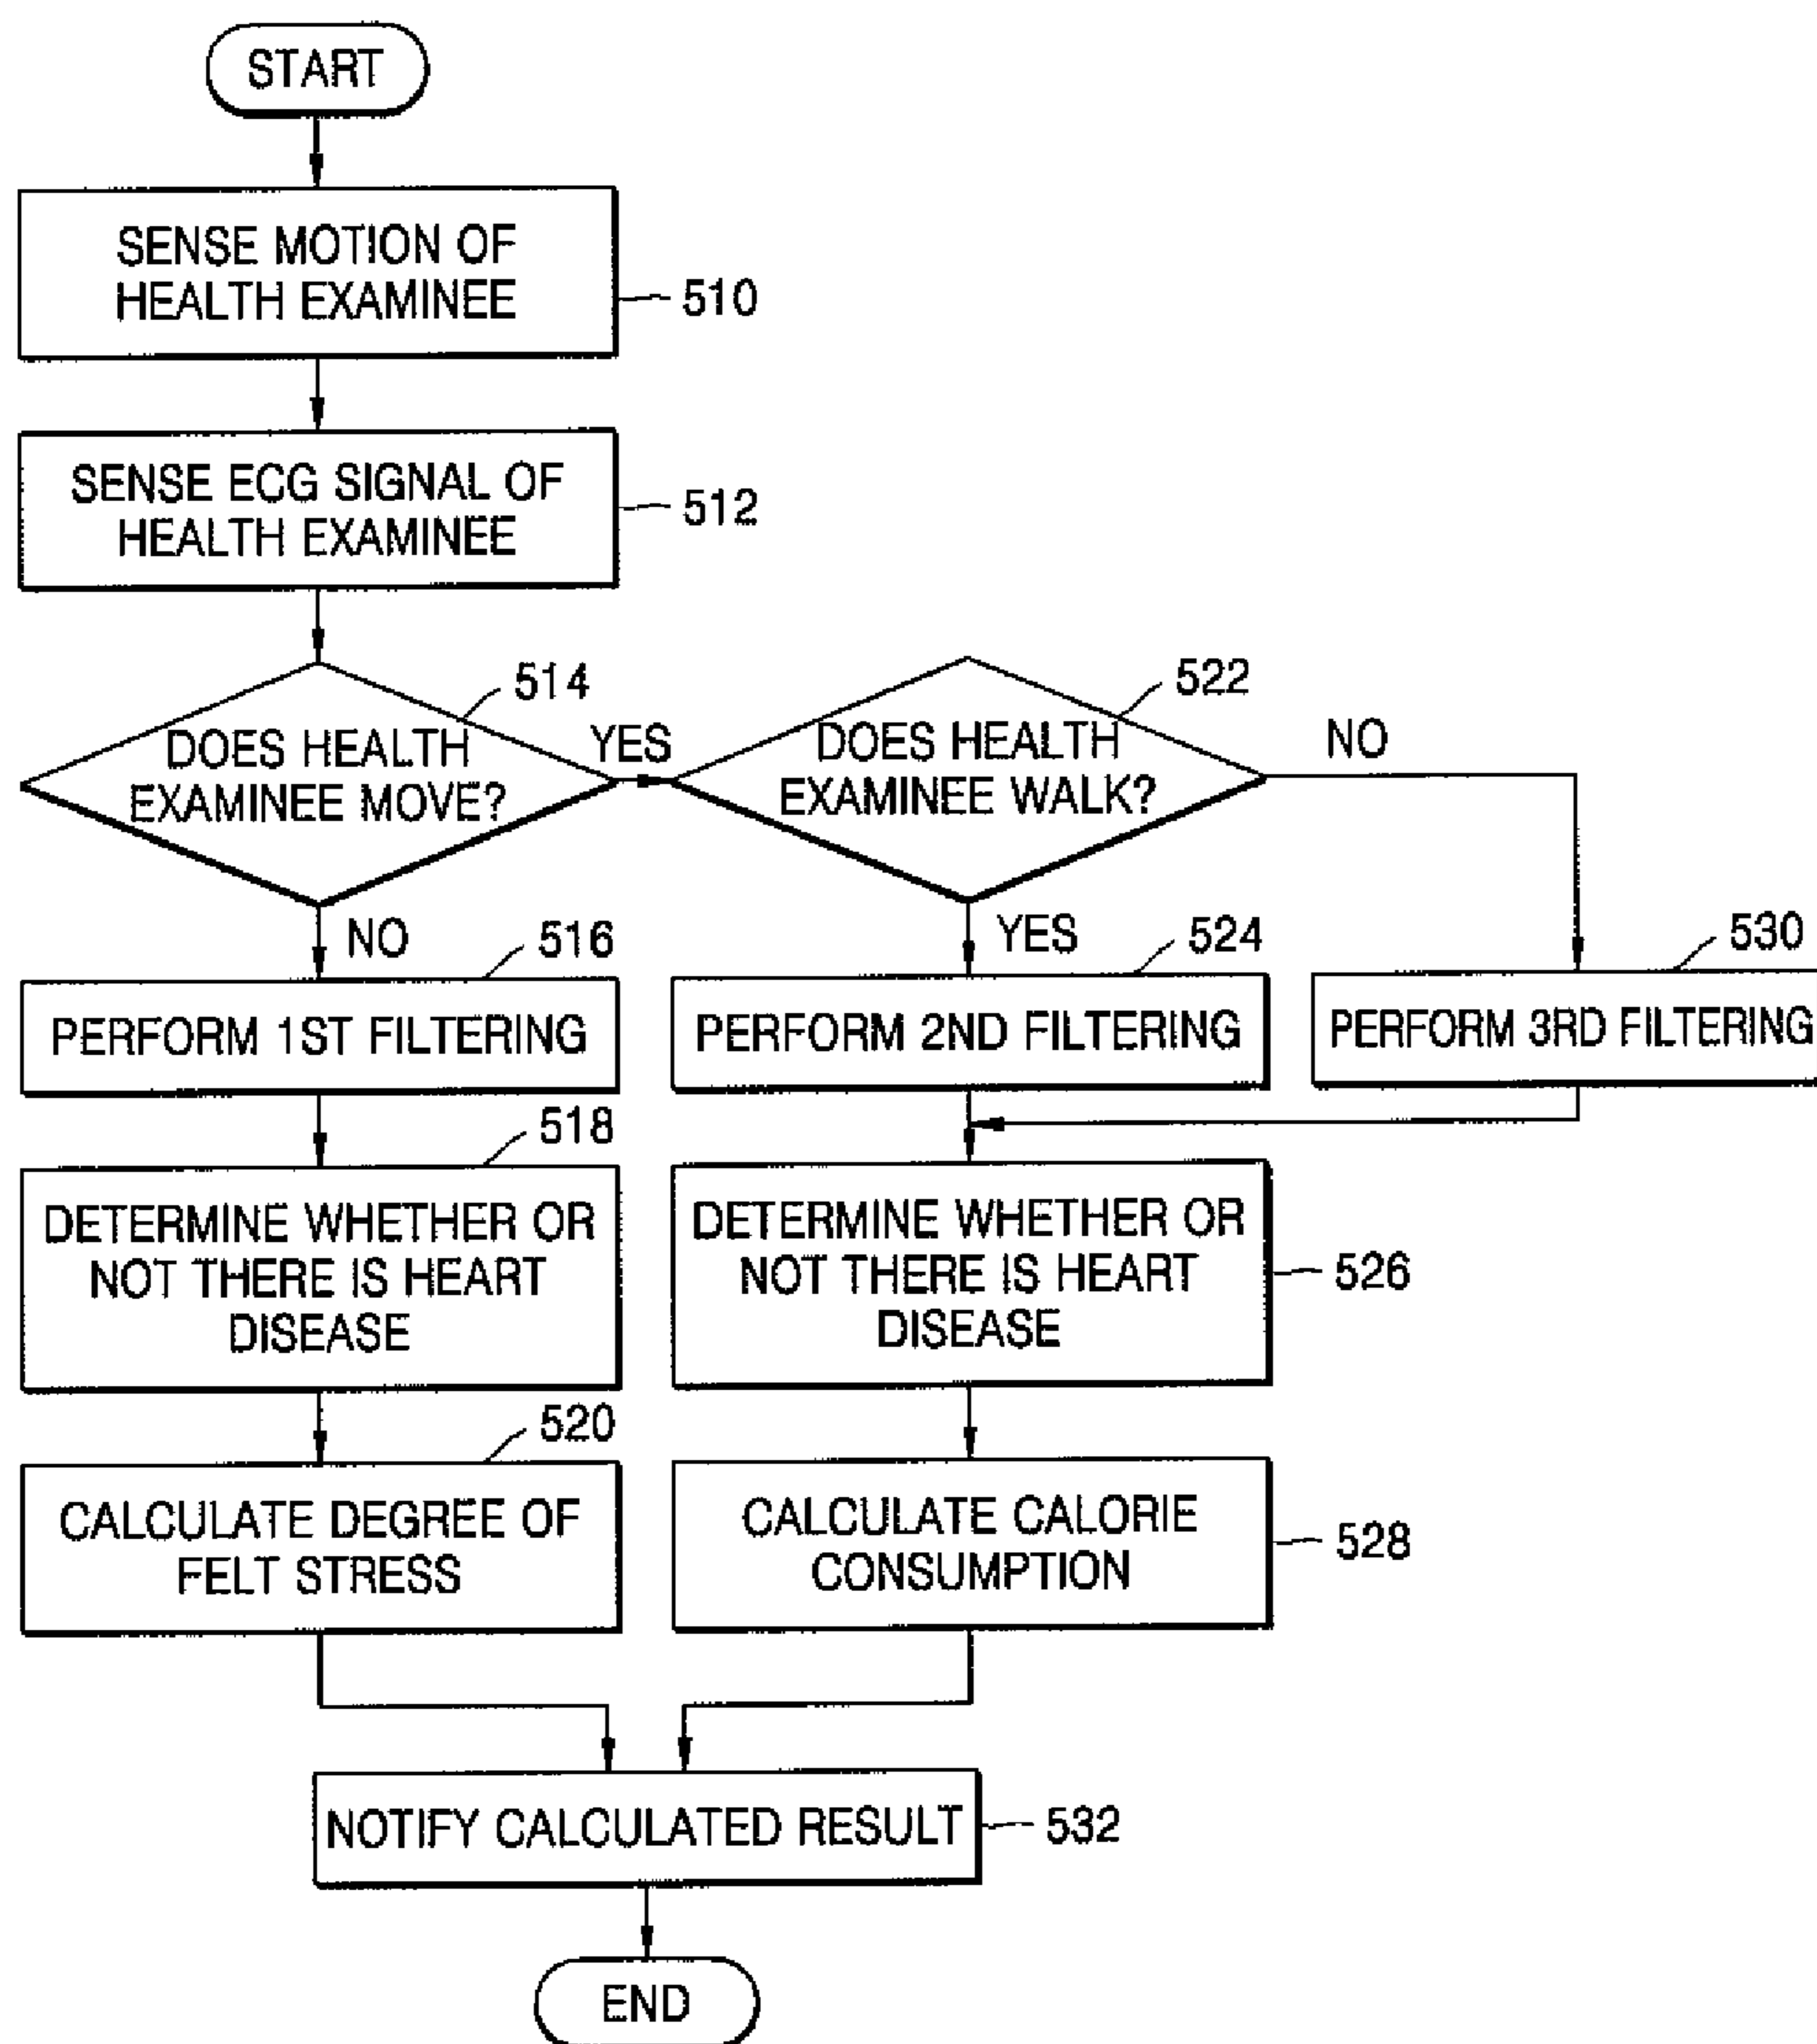 START
SENSE MOTION OF
HEALTH EXAMINEE
510
SENSE ECG SIGNAL OF
HEALTH EXAMINEE
512
514
DOES HEALTH
EXAMINEE MOVE?
YES
522
DOES HEALTH
EXAMINEE WALK?
NO
NO
516
PERFORM 1ST FILTERING
YES
524
PERFORM 2ND FILTERING
530
PERFORM 3RD FILTERING
518
DETERMINE WHETHER OR
NOT THERE IS HEART
DISEASE
DETERMINE WHETHER OR
NOT THERE IS HEART
DISEASE
526
520
CALCULATE DEGREE OF
FELT STRESS
CALCULATE CALORIE
CONSUMPTION
528
NOTIFY CALCULATED RESULT
532
END